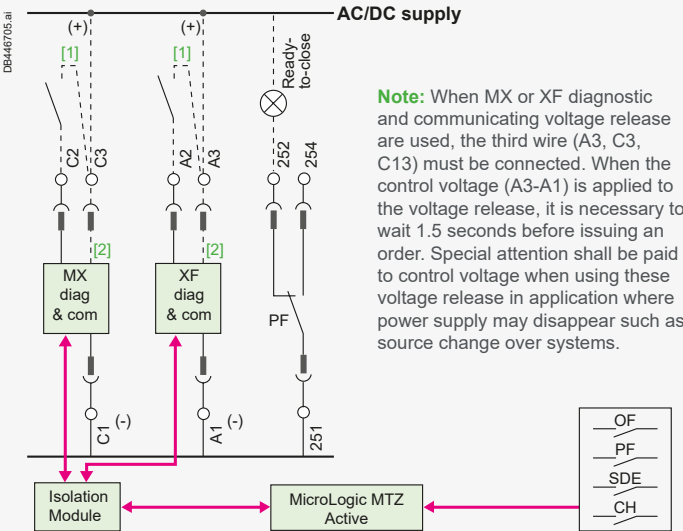 DB446705.ai
AC/DC supply
(+)
(+)
[1]
[1]
Ready-
to-close
C2
C3
A2
A3
252
254
[2]
[2]
MX
diag
& com
XF
diag
& com
PF
C1
(-)
A1
(-)
251
Note: When MX or XF diagnostic
and communicating voltage release
are used, the third wire (A3, C3,
C13) must be connected. When the
control voltage (A3-A1) is applied to
the voltage release, it is necessary to
wait 1.5 seconds before issuing an
order. Special attention shall be paid
to control voltage when using these
voltage release in application where
power supply may disappear such as
source change over systems.
Isolation
Module
MicroLogic MTZ
Active
OF
PF
SDE
CH